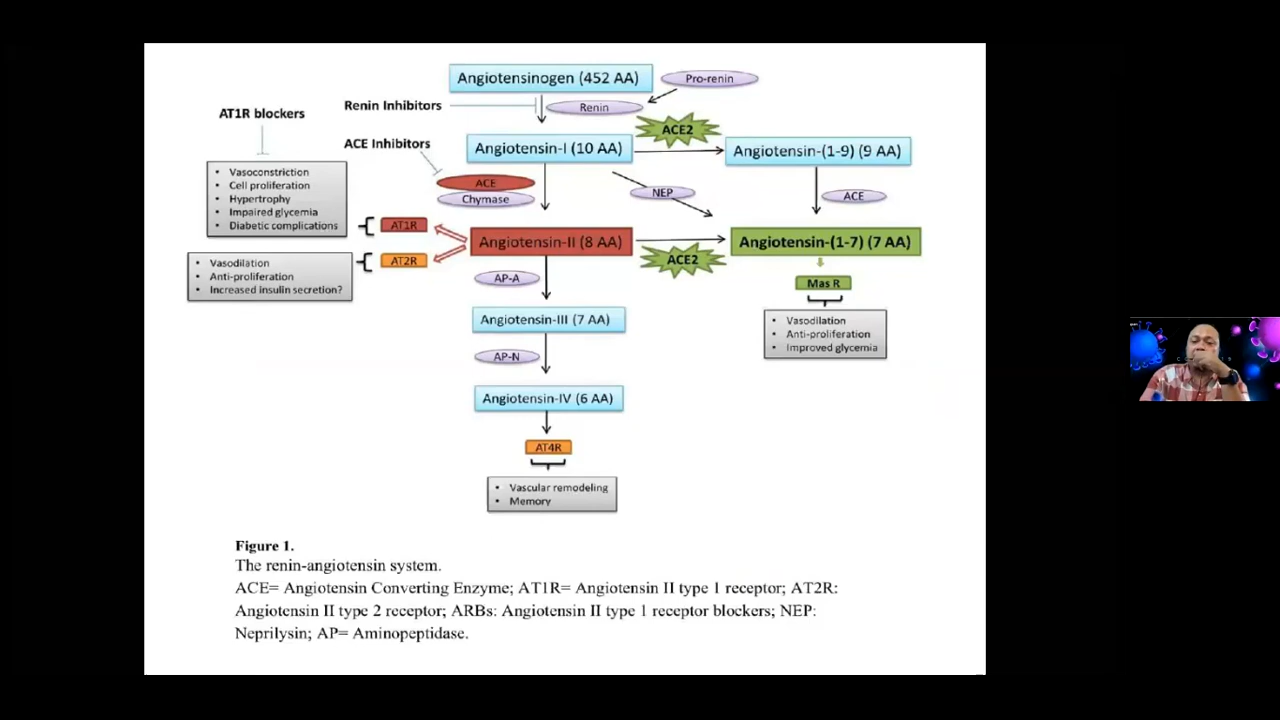 Angiotensinogen (452 AA)
Pro-renin
Renin Inhibitors
Renin
AT1R blockers
ACE2
ACE Inhibitors
Angiotensin-I (10 AA)
Angiotensin-(1-9) (9 AA)
• Vasoconstriction
• Cell proliferation
• Hypertrophy
• Impaired glycemia
• Diabetic complications
ACE
Chymase
NEP
ACE
AT1R
Angiotensin-II (8 AA)
Angiotensin-(1-7) (7 AA)
AT2R
ACE2
• Vasodilation
• Anti-proliferation
• Increased insulin secretion?
AP-A
Mas R
Angiotensin-III (7 AA)
• Vasodilation
• Anti-proliferation
• Improved glycemia
AP-N
Angiotensin-IV (6 AA)
AT4R
• Vascular remodeling
• Memory
Figure 1.
The renin-angiotensin system.
ACE= Angiotensin Converting Enzyme; AT1R= Angiotensin II type 1 receptor; AT2R:
Angiotensin II type 2 receptor; ARBs: Angiotensin II type 1 receptor blockers; NEP:
Neprilysin; AP= Aminopeptidase.